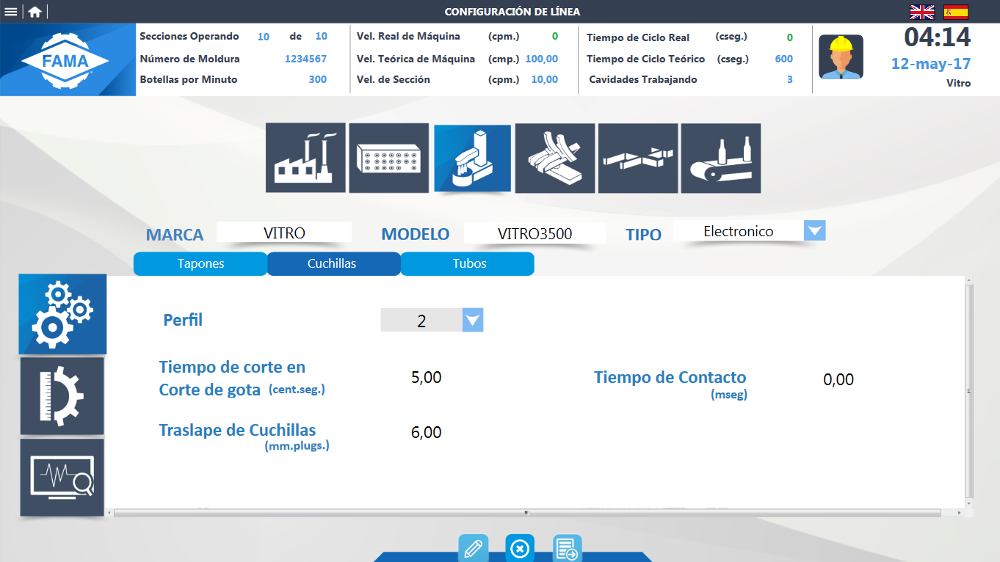 CONFIGURACIÓN DE LÍNEA
FAMA
Secciones Operando 10 de 10
Número de Moldura 1234567
Botellas por Minuto 300
Vel. Real de Máquina (cpm.) 0
Vel. Teórica de Máquina (cmp.) 100,00
Vel. de Sección (cpm.) 10,00
Tiempo de Ciclo Real (cseg.) 0
Tiempo de Ciclo Teórico (cseg.) 600
Cavidades Trabajando 3
04:14
12-may-17
Vitro
MARCA VITRO MODELO VITRO3500 TIPO Electronico
Tapones Cuchillas Tubos
Perfil 2
Tiempo de corte en
Corte de gota (cent.seg.) 5,00
Tiempo de Contacto
(mseg) 0,00
Traslape de Cuchillas
(mm.plugs.) 6,00